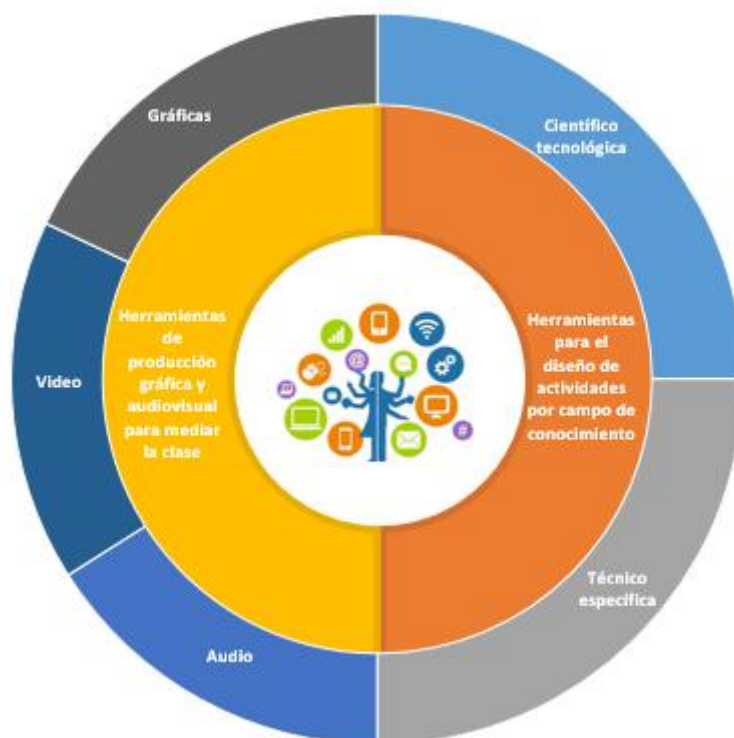 Gráficas
Científico
tecnológica
Herramientas
de
producción
gráfica y
audiovisual
para mediar
la clase
Herramientas
para el
diseño de
actividades
por campo de
conocimiento
Video
Técnico
específica
Audio
@
#